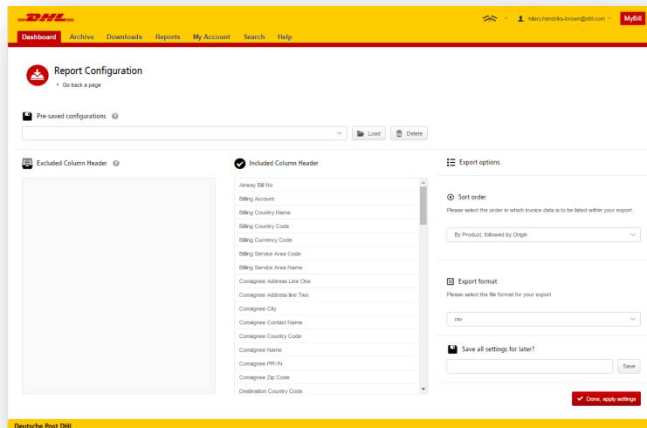 DHL
hilary.hendriks-brown@dhl.com
MyBill
Dashboard Archive Downloads Reports My Account Search Help
Report Configuration
Go back a page
Pre-saved configurations
Load
Delete
Excluded Column Header
Included Column Header
Airway Bill No
Billing Account
Billing Country Name
Billing Country Code
Billing Currency Code
Billing Service Area Code
Billing Service Area Name
Consignee Address Line One
Consignee Address line Two
Consignee City
Consignee Contact Name
Consignee Country Code
Consignee Name
Consignee PRVN
Consignee Zip Code
Destination Country Code
Export options
Sort order
Please select the order in which invoice data is to be listed within your export.
By Product, followed by Origin
Export format
Please select the file format for your export
csv
Save all settings for later?
Save
Done, apply settings
Deutsche Post DHL